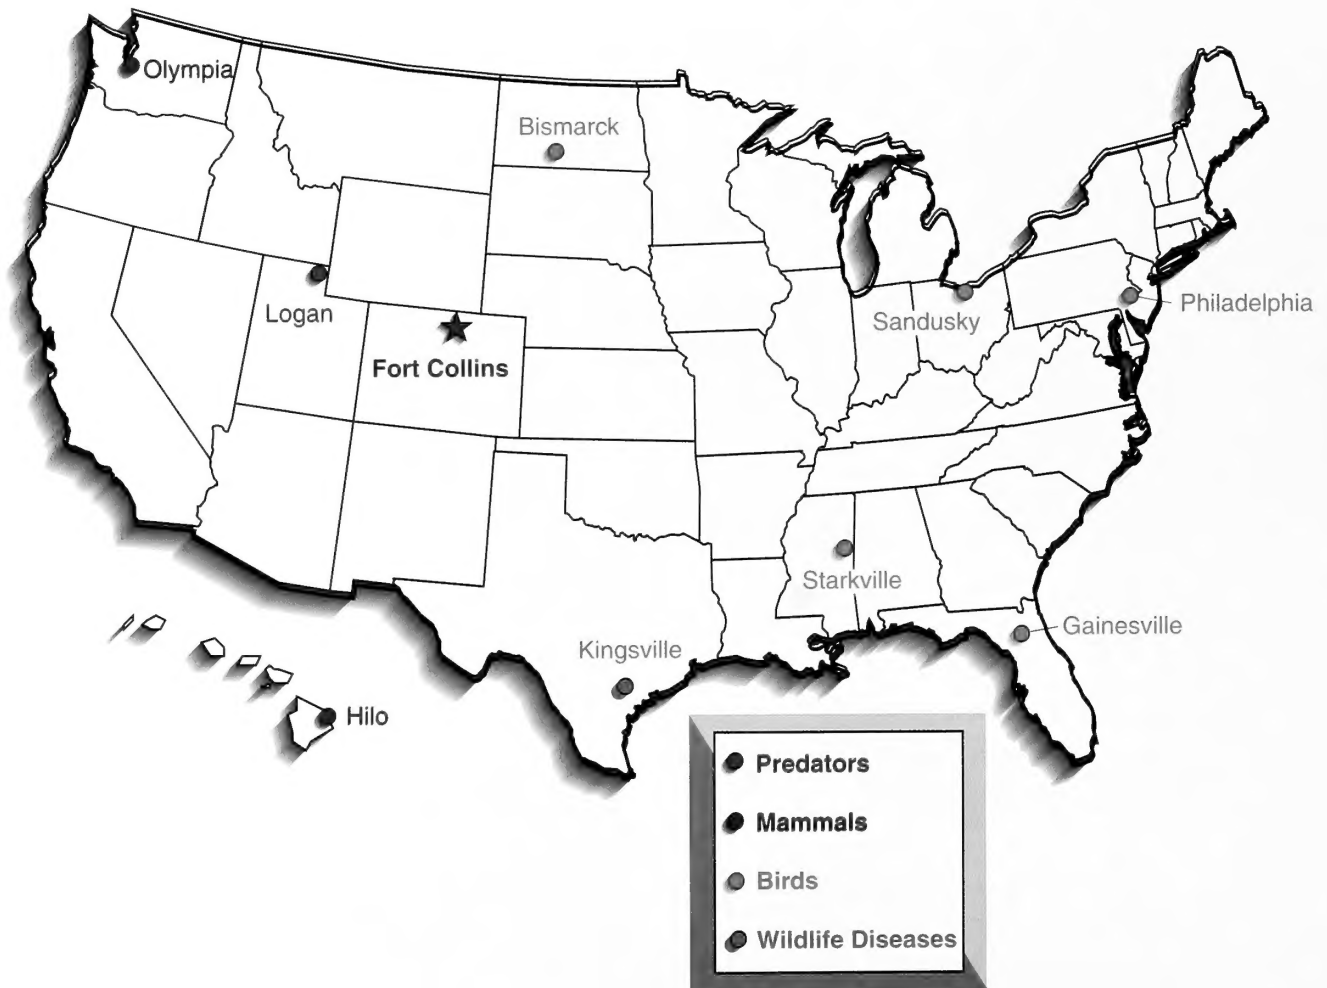 Olympia
Bismarck
Logan
Fort Collins
Sandusky
Philadelphia
Starkville
Gainesville
Kingsville
Hilo
Predators
Mammals
Birds
Wildlife Diseases